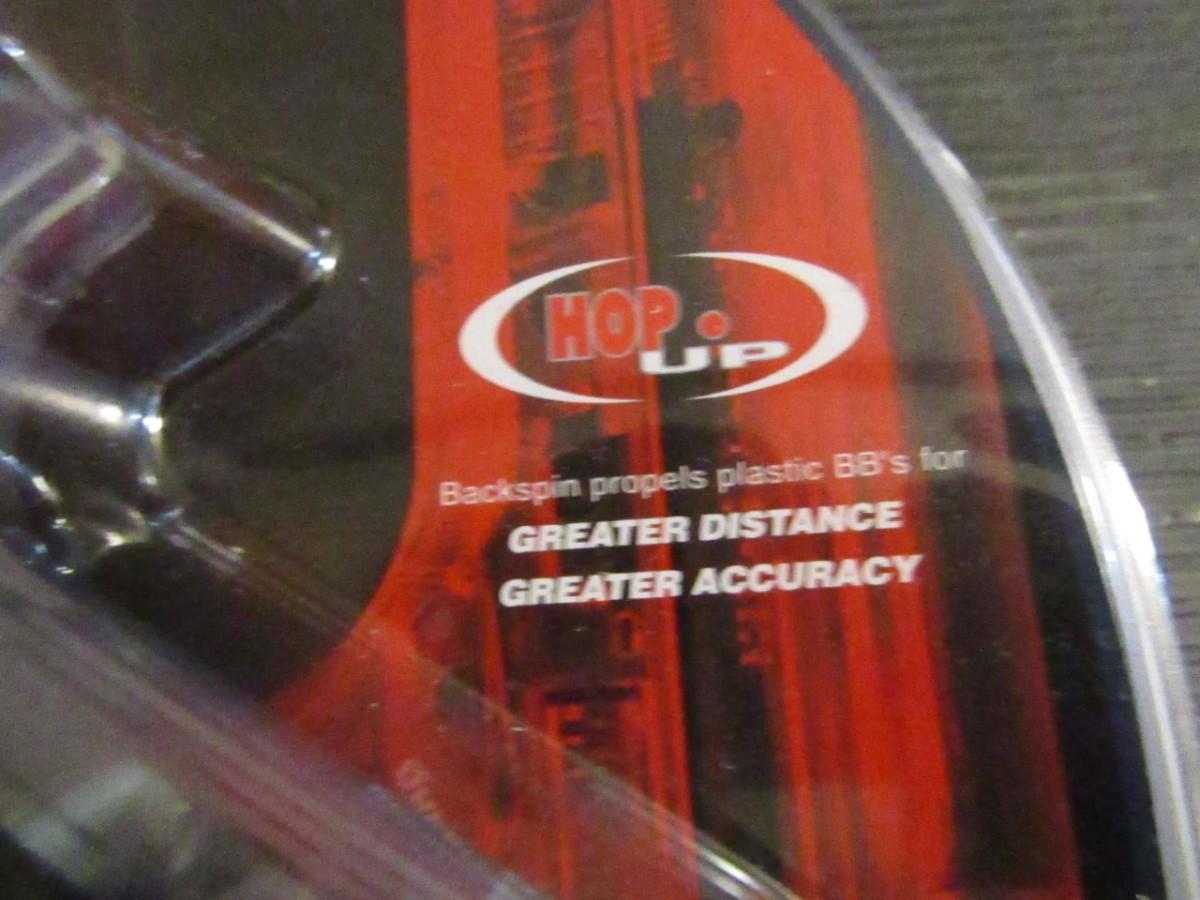 HOP
UP
Backspin propels plastic BB's for
GREATER DISTANCE
GREATER ACCURACY